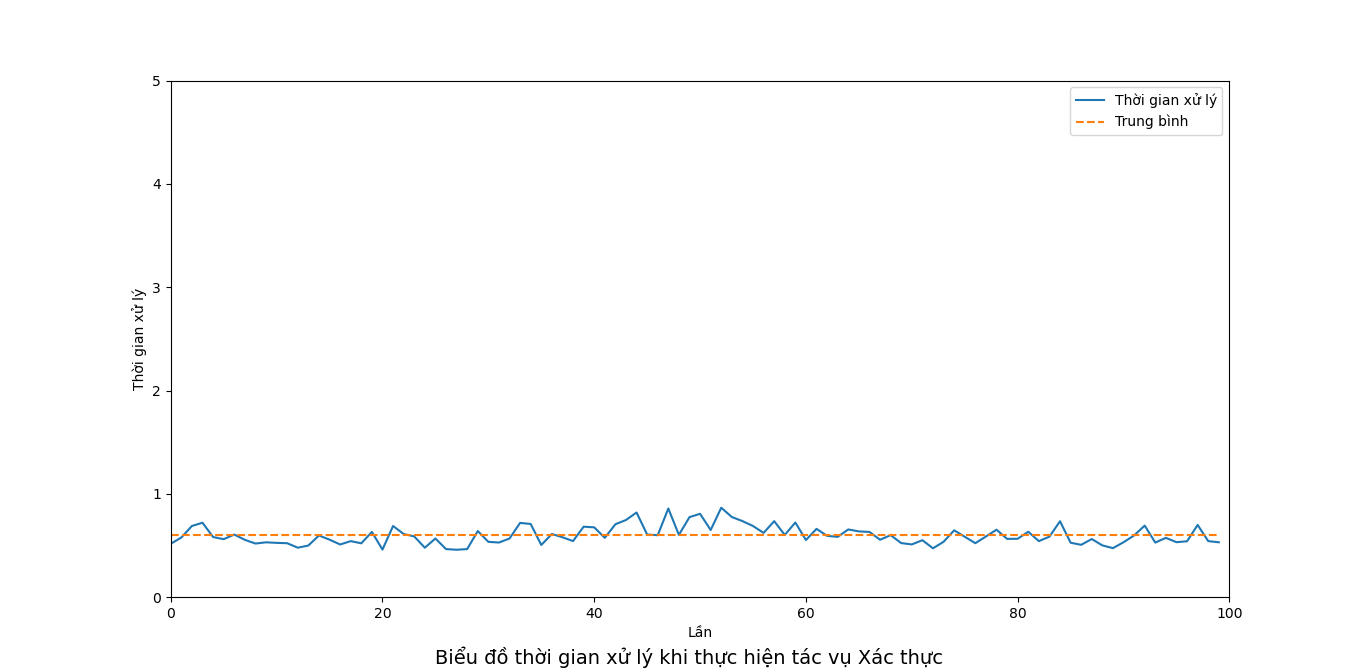 5
Thời gian xử lý
Trung bình
4
3
Thời gian xử lý
2
1
0
0 20 40 60 80 100
Lần
Biểu đồ thời gian xử lý khi thực hiện tác vụ Xác thực